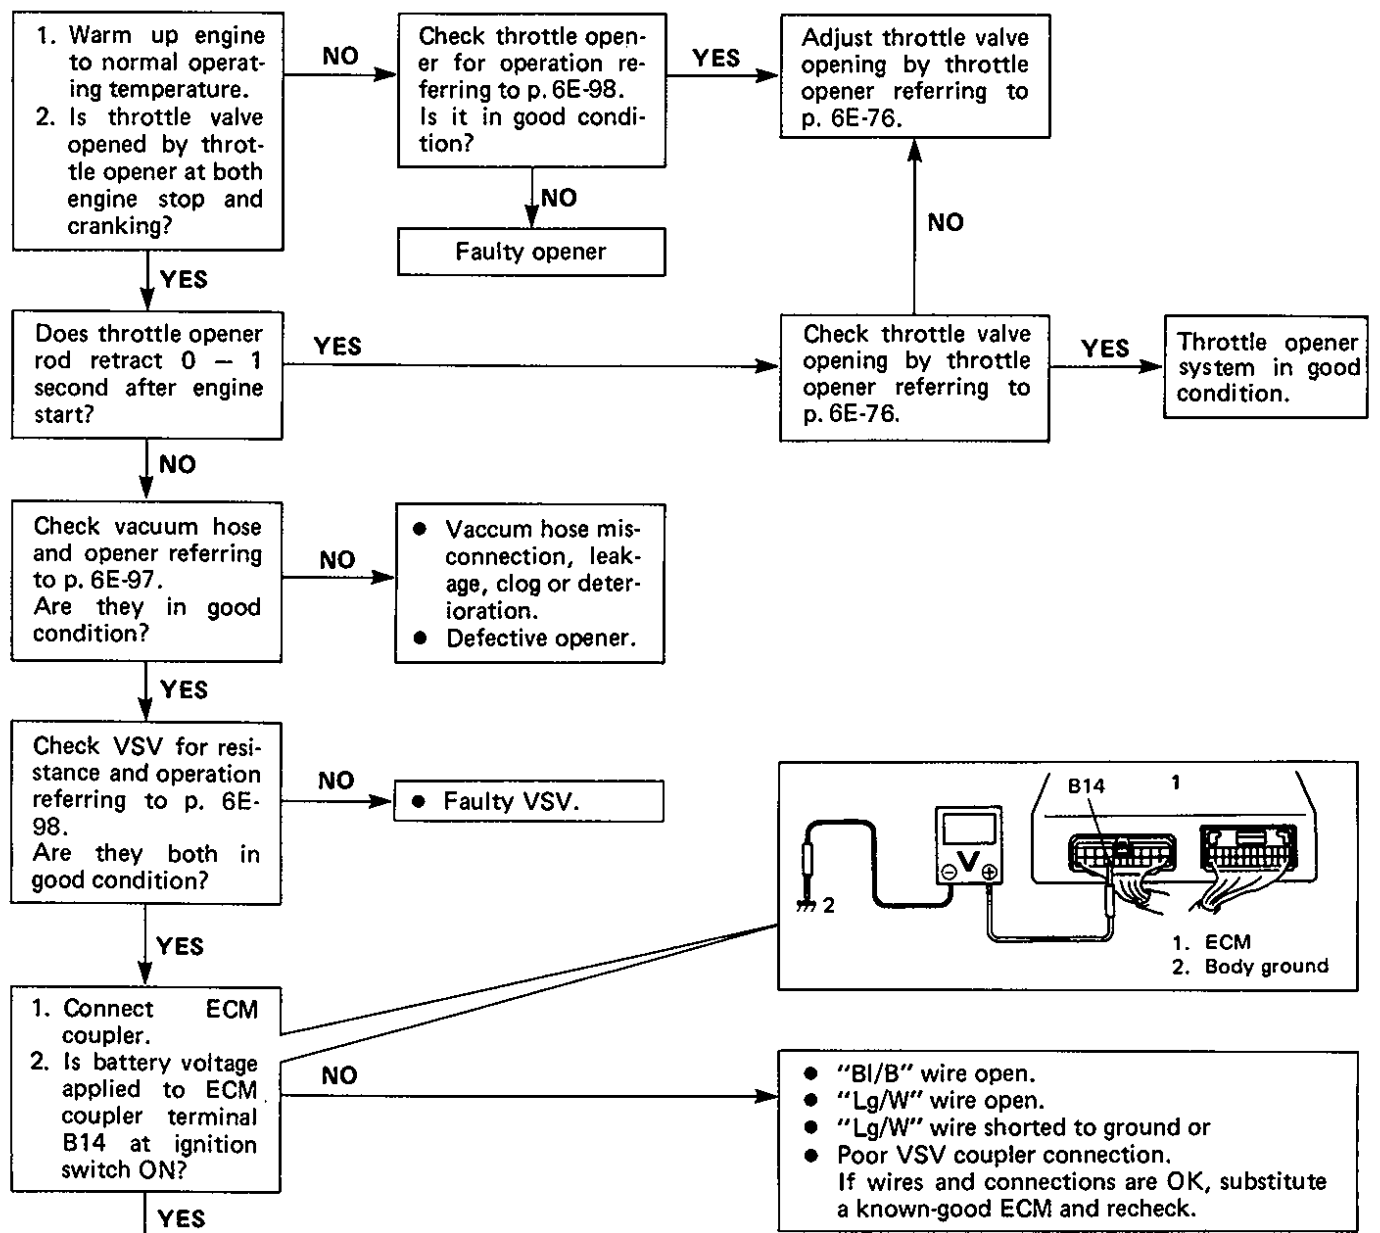 1. Warm up engine
to normal operat-
ing temperature.
2. Is throttle valve
opened by throt-
tle opener at both
engine stop and
cranking?
NO
Check throttle open-
er for operation re-
ferring to p. 6E-98.
Is it in good condi-
tion?
YES
Adjust throttle valve
opening by throttle
opener referring to
p. 6E-76.
NO
Faulty opener
NO
YES
Does throttle opener
rod retract 0 – 1
second after engine
start?
YES
Check throttle valve
opening by throttle
opener referring to
p. 6E-76.
YES
Throttle opener
system in good
condition.
NO
Check vacuum hose
and opener referring
to p. 6E-97.
Are they in good
condition?
NO
● Vaccum hose mis-
connection, leak-
age, clog or deter-
ioration.
● Defective opener.
YES
Check VSV for resi-
stance and operation
referring to p. 6E-
98.
Are they both in
good condition?
NO
● Faulty VSV.
B14
1
V
2
1. ECM
2. Body ground
YES
1. Connect ECM
coupler.
2. Is battery voltage
applied to ECM
coupler terminal
B14 at ignition
switch ON?
NO
● "Bl/B" wire open.
● "Lg/W" wire open.
● "Lg/W" wire shorted to ground or
● Poor VSV coupler connection.
If wires and connections are OK, substitute
a known-good ECM and recheck.
YES